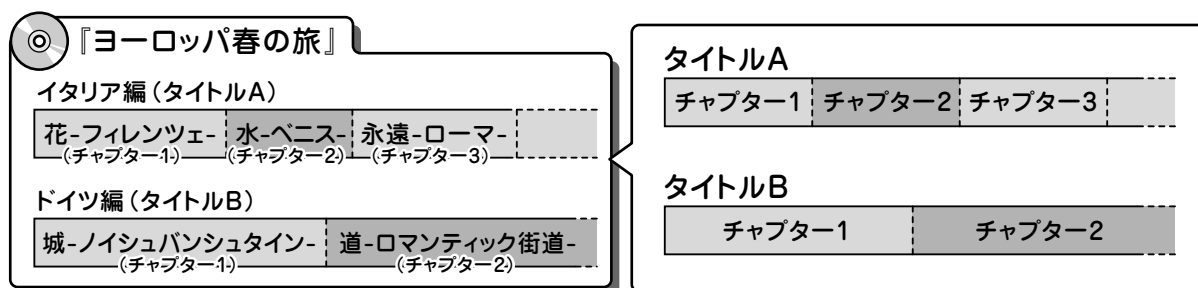 『ヨーロッパ春の旅』
イタリア編(タイトルA)
花-フィレンツェ- 水-ベニス- 永遠-ローマ-
(チャプター1) (チャプター2) (チャプター3)
ドイツ編(タイトルB)
城-ノイシュバンシュタイン- 道-ロマンティック街道-
(チャプター1) (チャプター2)
タイトルA
チャプター1 チャプター2 チャプター3
タイトルB
チャプター1 チャプター2